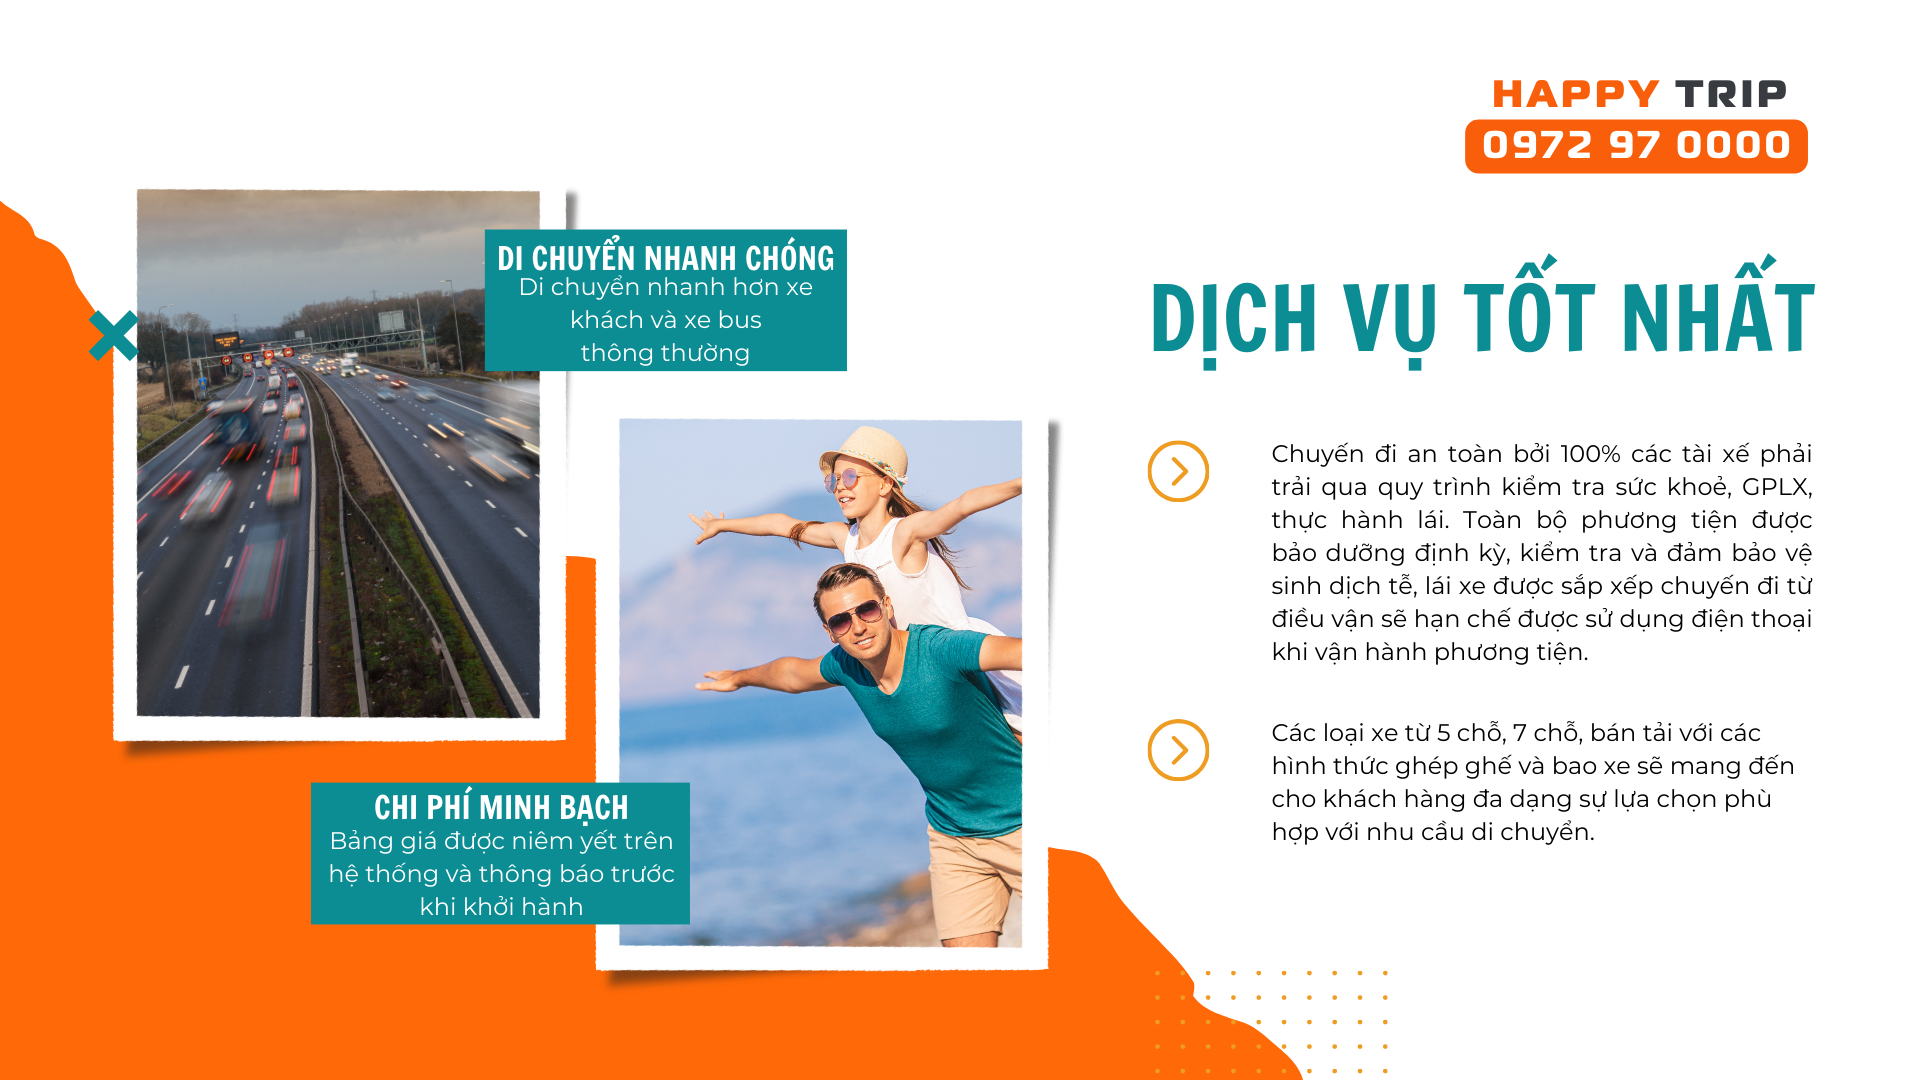 HAPPY TRIP
0972 97 0000
DI CHUYỂN NHANH CHÓNG
Di chuyển nhanh hơn xe
khách và xe bus
thông thường
DỊCH VỤ TỐT NHẤT
Chuyến đi an toàn bởi 100% các tài xế phải
trải qua quy trình kiểm tra sức khoẻ, GPLX,
thực hành lái. Toàn bộ phương tiện được
bảo dưỡng định kỳ, kiểm tra và đảm bảo vệ
sinh dịch tễ, lái xe được sắp xếp chuyến đi từ
điều vận sẽ hạn chế được sử dụng điện thoại
khi vận hành phương tiện.
Các loại xe từ 5 chỗ, 7 chỗ, bán tải với các
hình thức ghép ghế và bao xe sẽ mang đến
cho khách hàng đa dạng sự lựa chọn phù
hợp với nhu cầu di chuyển.
CHI PHÍ MINH BẠCH
Bảng giá được niêm yết trên
hệ thống và thông báo trước
khi khởi hành